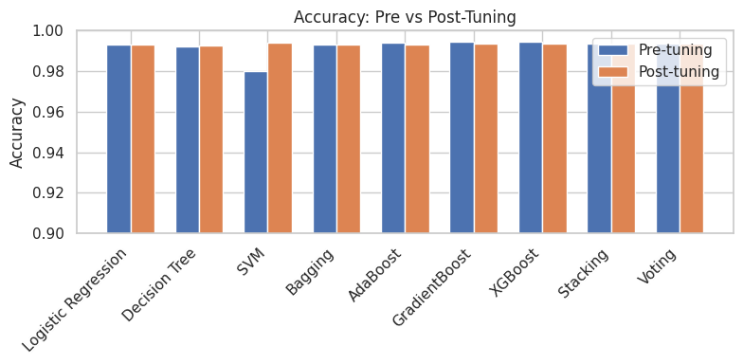 Accuracy: Pre vs Post-Tuning
Accuracy
1.00
0.98
0.96
0.94
0.92
0.90
Pre-tuning
Post-tuning
Logistic Regression
Decision Tree
SVM
Bagging
AdaBoost
GradientBoost
XGBoost
Stacking
Voting